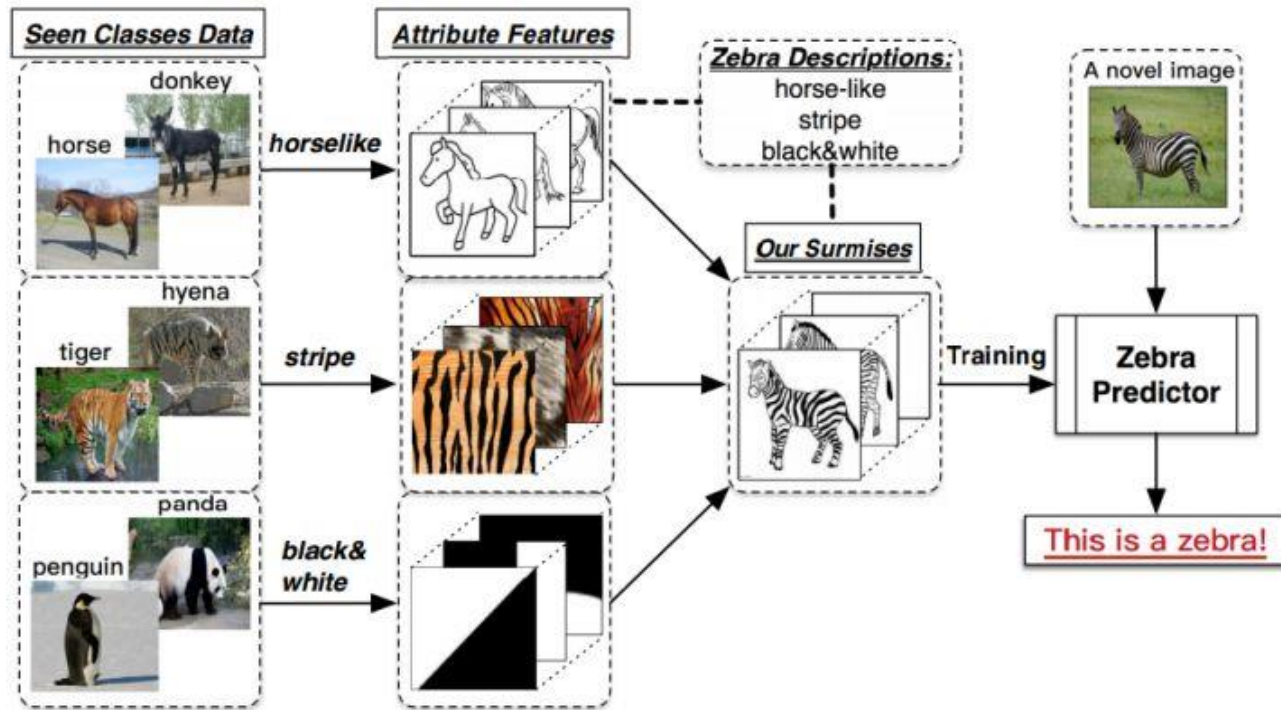 Seen Classes Data
donkey
horse
hyena
tiger
panda
penguin
horselike
stripe
black&
white
Attribute Features
Zebra Descriptions:
horse-like
stripe
black&white
Our Surmises
Training
A novel image
Zebra
Predictor
This is a zebra!